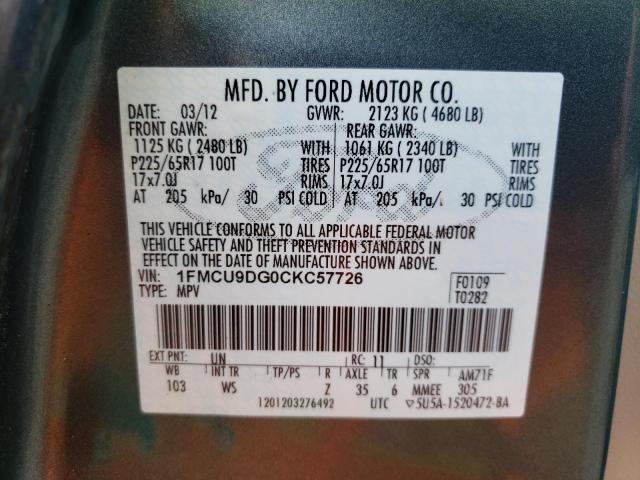 MFD. BY FORD MOTOR CO.
DATE: 03/12 GVWR: 2123 KG ( 4680 LB)
FRONT GAWR: REAR GAWR:
1125 KG ( 2480 LB) WITH 1061 KG ( 2340 LB) WITH
P225/65R17 100T TIRES P225/65R17 100T TIRES
17x7.0J RIMS 17x7.0J RIMS
AT 205 kPa/ 30 PSI COLD AT 205 kPa/ 30 PSI COLD
Ford
THIS VEHICLE CONFORMS TO ALL APPLICABLE FEDERAL MOTOR
VEHICLE SAFETY AND THEFT PREVENTION STANDARDS IN
EFFECT ON THE DATE OF MANUFACTURE SHOWN ABOVE.
VIN: 1FMCU9DG0CKC57726 F0109
TYPE: MPV T0282
EXT PNT: UN RC: 11 DSO:
WB INT TR TP/PS R AXLE TR SPR AM71F
103 WS Z 35 6 MMEE 305
1201203276492 UTC ▽5U5A-1520472-BA